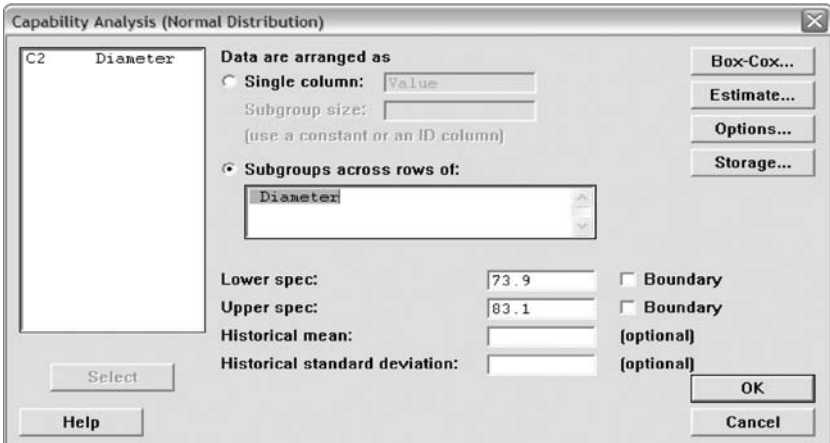 Capability Analysis (Normal Distribution)
C2 Diameter
Data are arranged as
Single column: Value
Subgroup size:
(use a constant or an ID column)
Subgroups across rows of:
Diameter
Box-Cox...
Estimate...
Options...
Storage...
Lower spec: 73.9 Boundary
Upper spec: 83.1 Boundary
Historical mean: (optional)
Historical standard deviation: (optional)
Select
OK
Help
Cancel